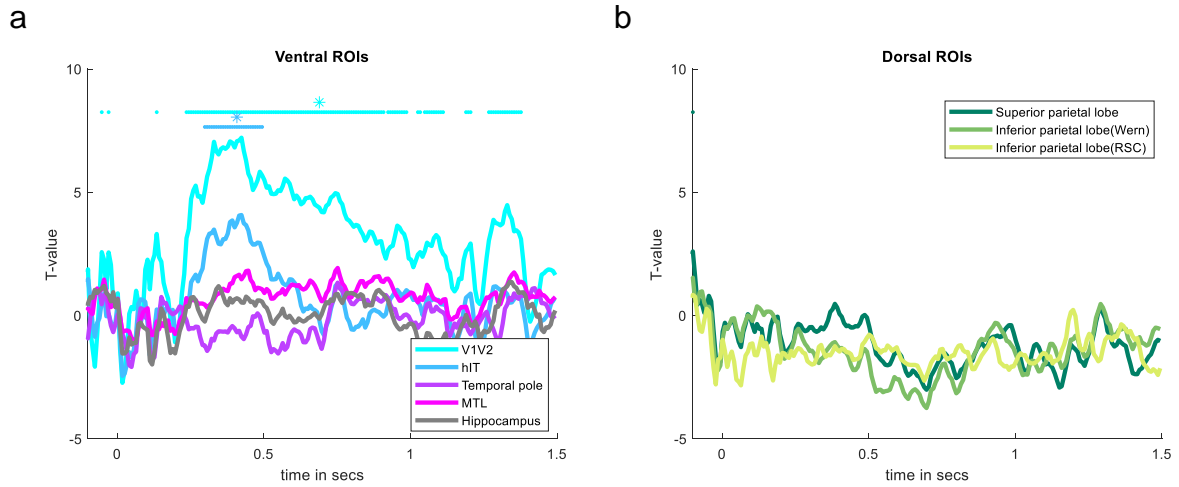 a
b
Ventral ROIs
10
5
0
-5
T-value
0
0.5
1
1.5
time in secs
V1V2
hIT
Temporal pole
MTL
Hippocampus
Dorsal ROIs
10
5
0
-5
T-value
0
0.5
1
1.5
time in secs
Superior parietal lobe
Inferior parietal lobe(Wern)
Inferior parietal lobe(RSC)